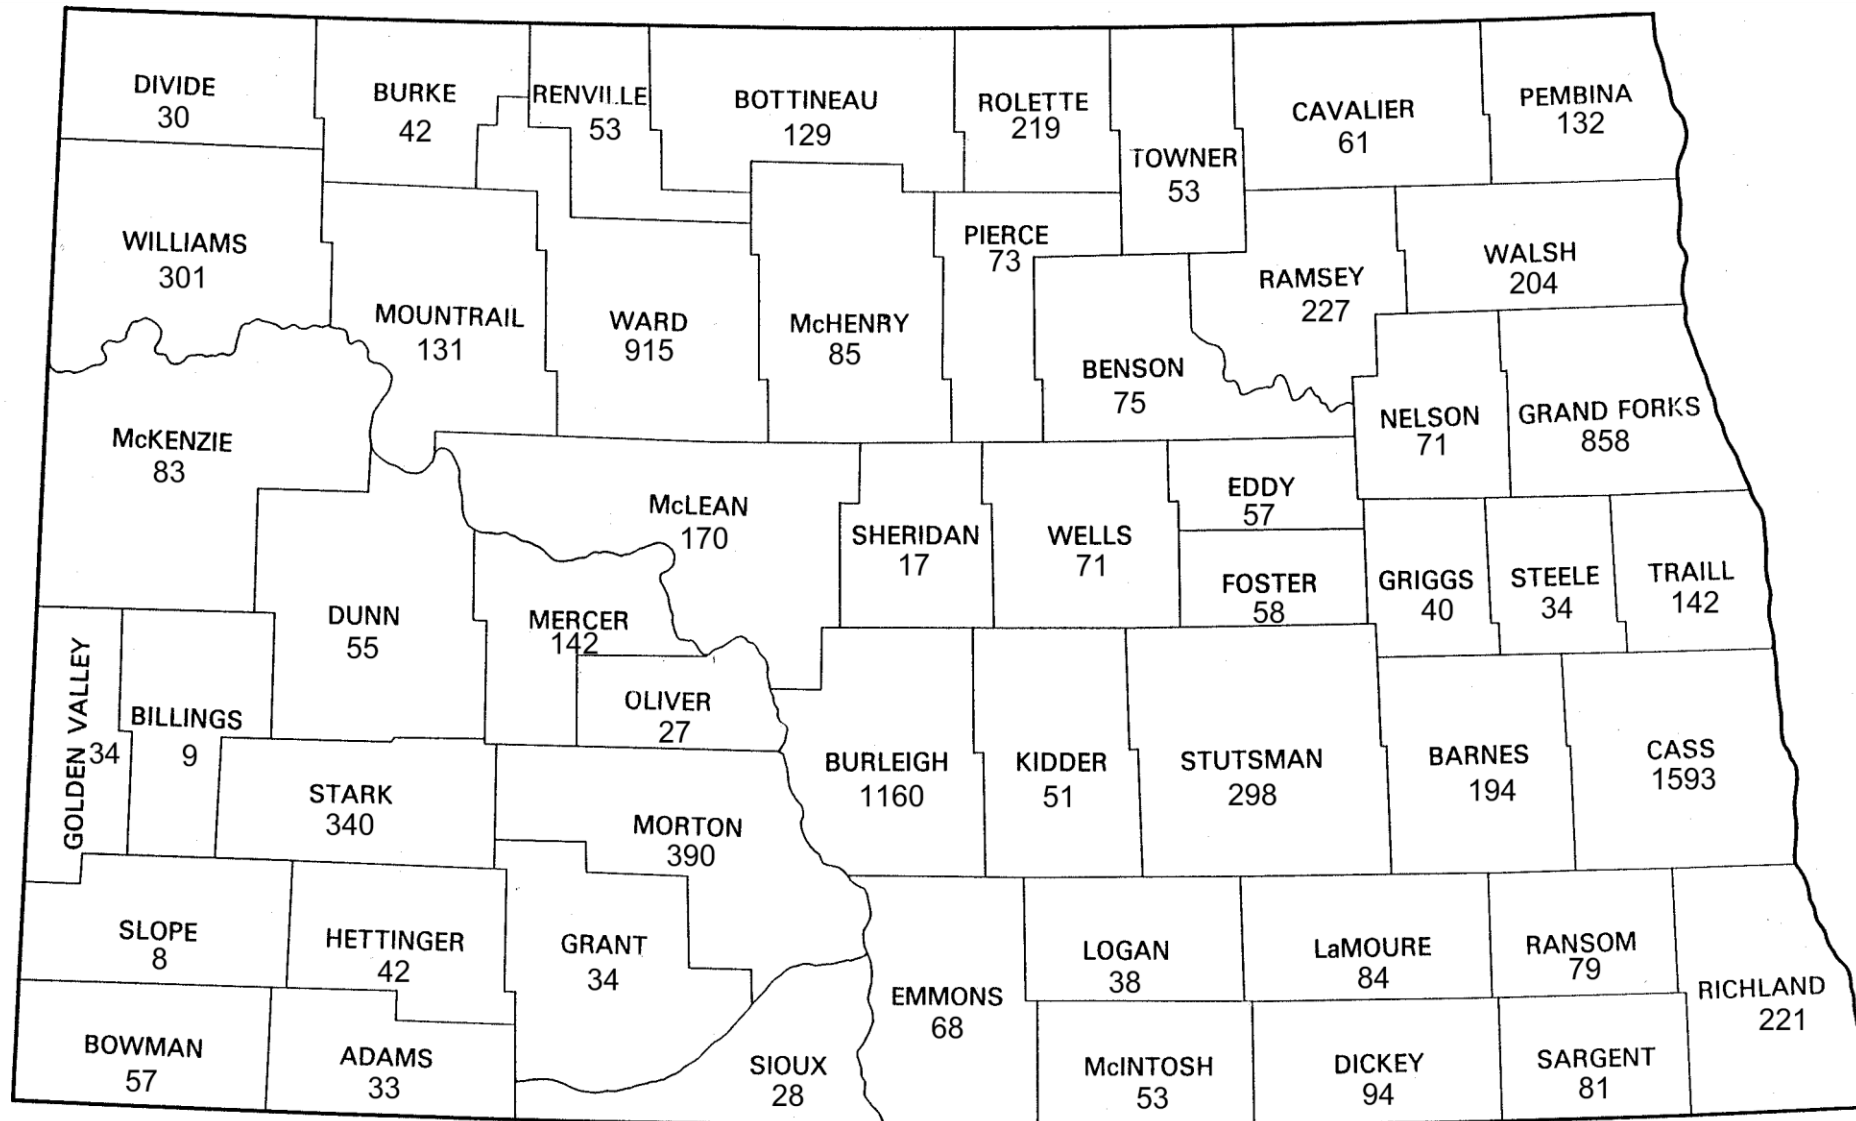 DIVIDE
30
BURKE
42
RENVILLE
53
BOTTINEAU
129
ROLETTE
219
TOWNER
53
CAVALIER
61
PEMBINA
132
WILLIAMS
301
MOUNTRAIL
131
WARD
915
McHENRY
85
PIERCE
73
BENSON
75
RAMSEY
227
WALSH
204
McKENZIE
83
NELSON
71
GRAND FORKS
858
McLEAN
170
SHERIDAN
17
WELLS
71
EDDY
57
FOSTER
58
GRIGGS
40
STEELE
34
TRAILL
142
DUNN
55
MERCER
142
OLIVER
27
GOLDEN VALLEY
34
BILLINGS
9
STARK
340
MORTON
390
BURLEIGH
1160
KIDDER
51
STUTSMAN
298
BARNES
194
CASS
1593
SLOPE
8
HETTINGER
42
GRANT
34
EMMONS
68
LOGAN
38
LaMOURE
84
RANSOM
79
RICHLAND
221
BOWMAN
57
ADAMS
33
SIOUX
28
McINTOSH
53
DICKEY
94
SARGENT
81